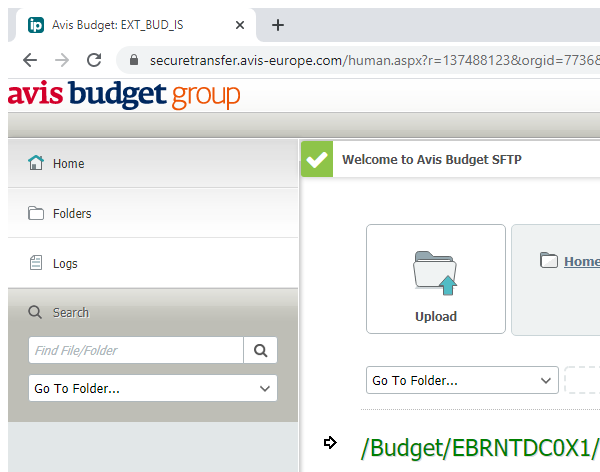 Avis Budget: EXT_BUD_IS
securetransfer.avis-europe.com/human.aspx?r=137488123&orgid=7736
avis budget group
Home
Welcome to Avis Budget SFTP
Folders
Logs
Home
Search
Upload
Find File/Folder
Go To Folder...
Go To Folder...
/Budget/EBRNTDC0X1/